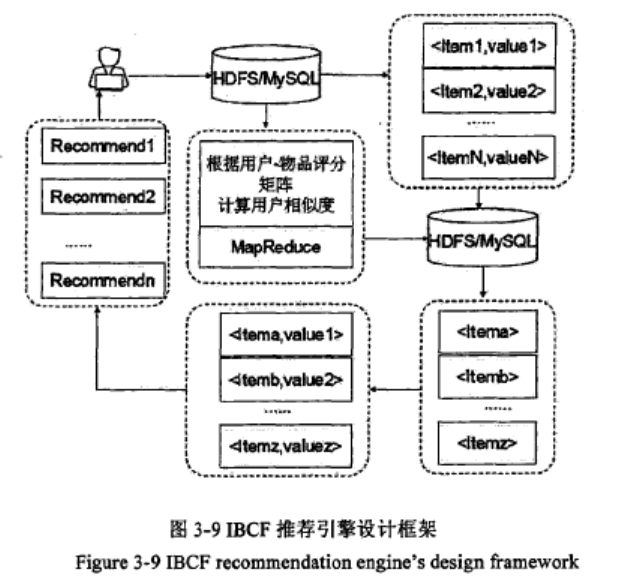 HDFS/MySQL
<Item1,value1>
<Item2,value2>
......
<ItemN,valueN>
Recommend1
Recommend2
......
Recommendn
根据用户-物品评分
矩阵
计算用户相似度
MapReduce
HDFS/MySQL
<Itema,value1>
<Itemb,value2>
......
<Itemz,valuez>
<Itema>
<Itemb>
......
<Itemz>
图 3-9 IBCF 推荐引擎设计框架
Figure 3-9 IBCF recommendation engine's design framework